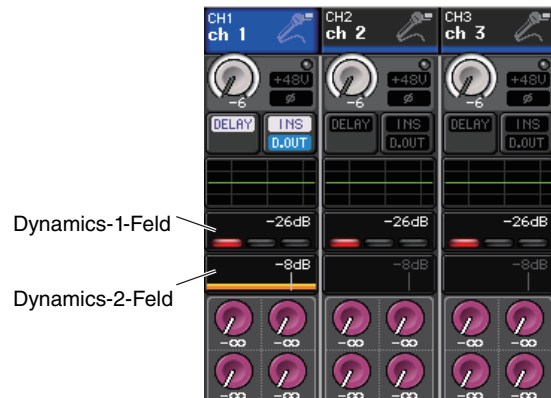 CH1 CH2 CH3
ch 1 ch 2 ch 3
+48V +48V +48V
-6 ø -6 ø -6 ø
DELAY INS DELAY INS DELAY INS
D.OUT D.OUT D.OUT
Dynamics-1-Feld -26dB -26dB -26dB
-8dB -8dB -8dB
Dynamics-2-Feld
-∞ -∞ -∞ -∞ -∞ -∞
-∞ -∞ -∞ -∞ -∞ -∞